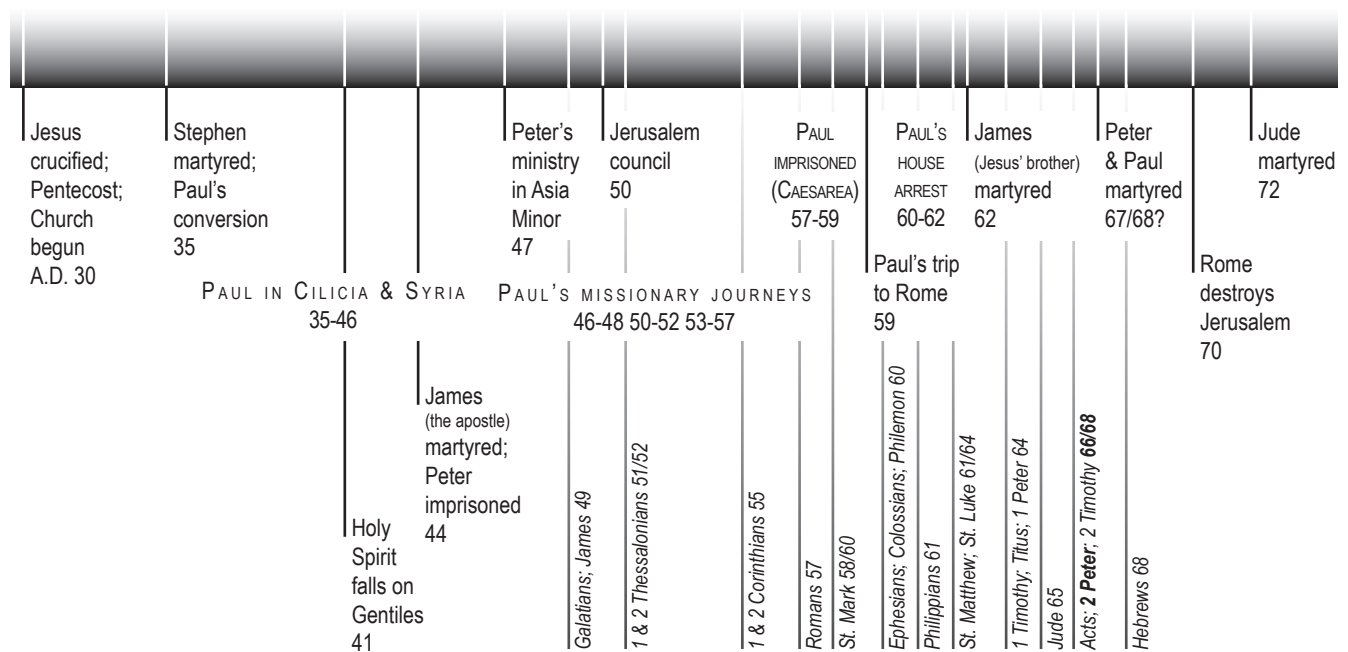 Jesus
crucified;
Pentecost;
Church
begun
A.D. 30
Stephen
martyred;
Paul's
conversion
35
Peter's
ministry
in Asia
Minor
47
Jerusalem
council
50
PAUL
IMPRISONED
(CAESAREA)
57-59
PAUL'S
HOUSE
ARREST
60-62
James
(Jesus' brother)
martyred
62
Peter
& Paul
martyred
67/68?
Jude
martyred
72
PAUL IN CILICIA & SYRIA
35-46
PAUL'S MISSIONARY JOURNEYS
46-48 50-52 53-57
Paul's trip
to Rome
59
Rome
destroys
Jerusalem
70
James
(the apostle)
martyred;
Peter
imprisoned
44
Holy
Spirit
falls on
Gentiles
41
Galatians; James 49
1 & 2 Thessalonians 51/52
1 & 2 Corinthians 55
Romans 57
St. Mark 58/60
Ephesians; Colossians; Philemon 60
Philippians 61
St. Matthew; St. Luke 61/64
1 Timothy; Titus; 1 Peter 64
Jude 65
Acts; 2 Peter; 2 Timothy 66/68
Hebrews 68